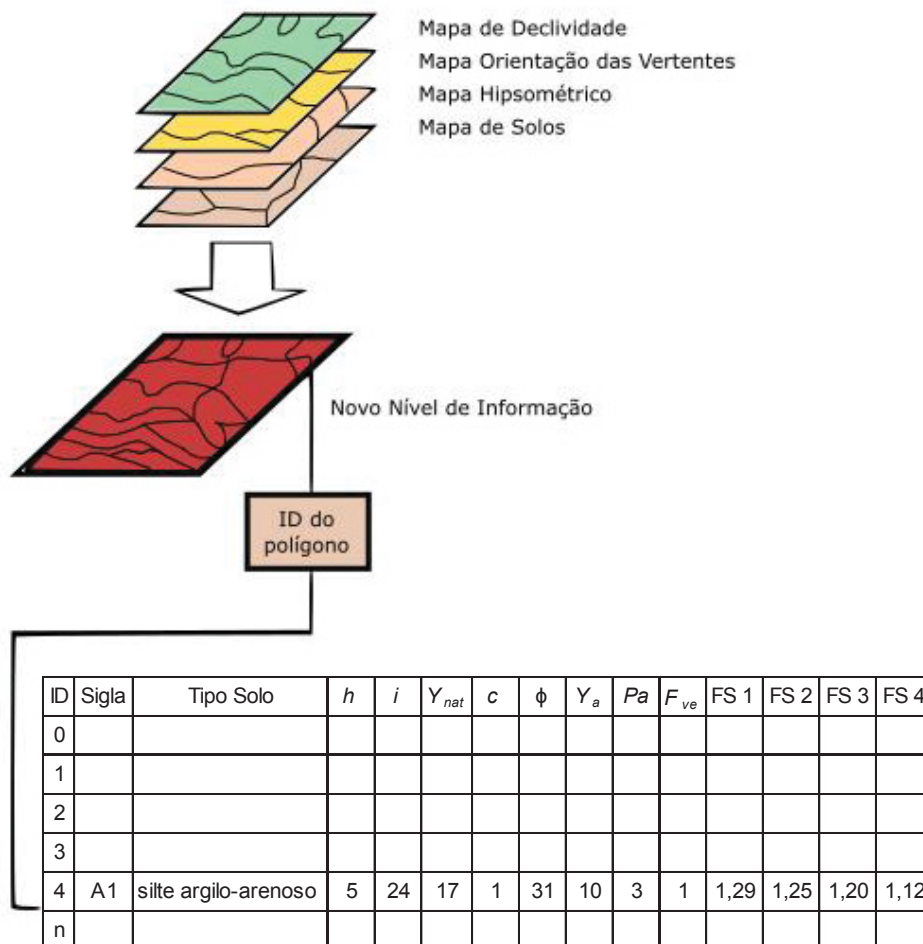 Mapa de Declividade
Mapa Orientação das Vertentes
Mapa Hipsométrico
Mapa de Solos
Novo Nível de Informação
ID do
polígono
ID Sigla Tipo Solo h i Y nat c ϕ Y a Pa F ve FS 1 FS 2 FS 3 FS 4
0
1
2
3
4 A1 silte argilo-arenoso 5 24 17 1 31 10 3 1 1,29 1,25 1,20 1,12
n